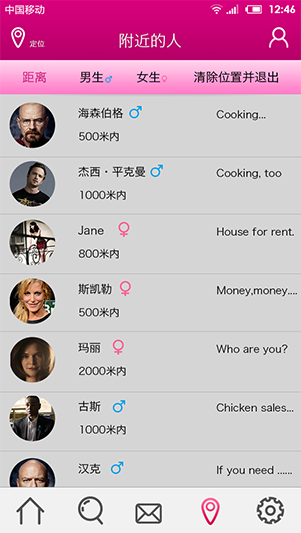 中国移动 12:46
定位 附近的人
距离 男生 女生 清除位置并退出
海森伯格 Cooking...
500米内
杰西·平克曼 Cooking, too
1000米内
Jane House for rent.
800米内
斯凯勒 Money,money....
500米内
玛丽 Who are you?
2000米内
古斯 Chicken sales...
1000米内
汉克 If you need ......